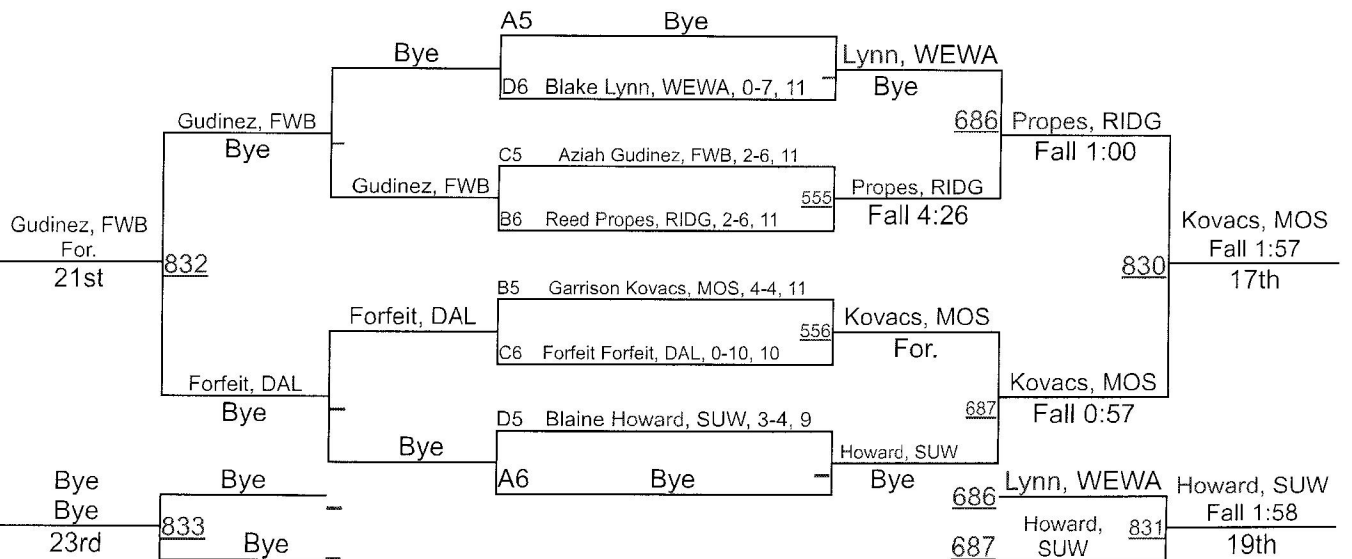 A5 Bye
Bye
Lynn, WEWA
D6 Blake Lynn, WEWA, 0-7, 11
Bye
Gudinez, FWB
686 Propes, RIDG
Bye
Fall 1:00
C5 Aziah Gudinez, FWB, 2-6, 11
Gudinez, FWB
555 Propes, RIDG
B6 Reed Propes, RIDG, 2-6, 11
Fall 4:26
Gudinez, FWB
For.
21st
832
Kovacs, MOS
Fall 1:57
830
17th
B5 Garrison Kovacs, MOS, 4-4, 11
Forfeit, DAL
556 Kovacs, MOS
C6 Forfeit Forfeit, DAL, 0-10, 10
For.
Forfeit, DAL
Bye
Kovacs, MOS
687
Fall 0:57
D5 Blaine Howard, SUW, 3-4, 9
Bye
Howard, SUW
A6 Bye
Bye
Bye
Bye
Bye
833
23rd
Bye
686 Lynn, WEWA
Howard, SUW
Fall 1:58
831
19th
687 Howard,
SUW